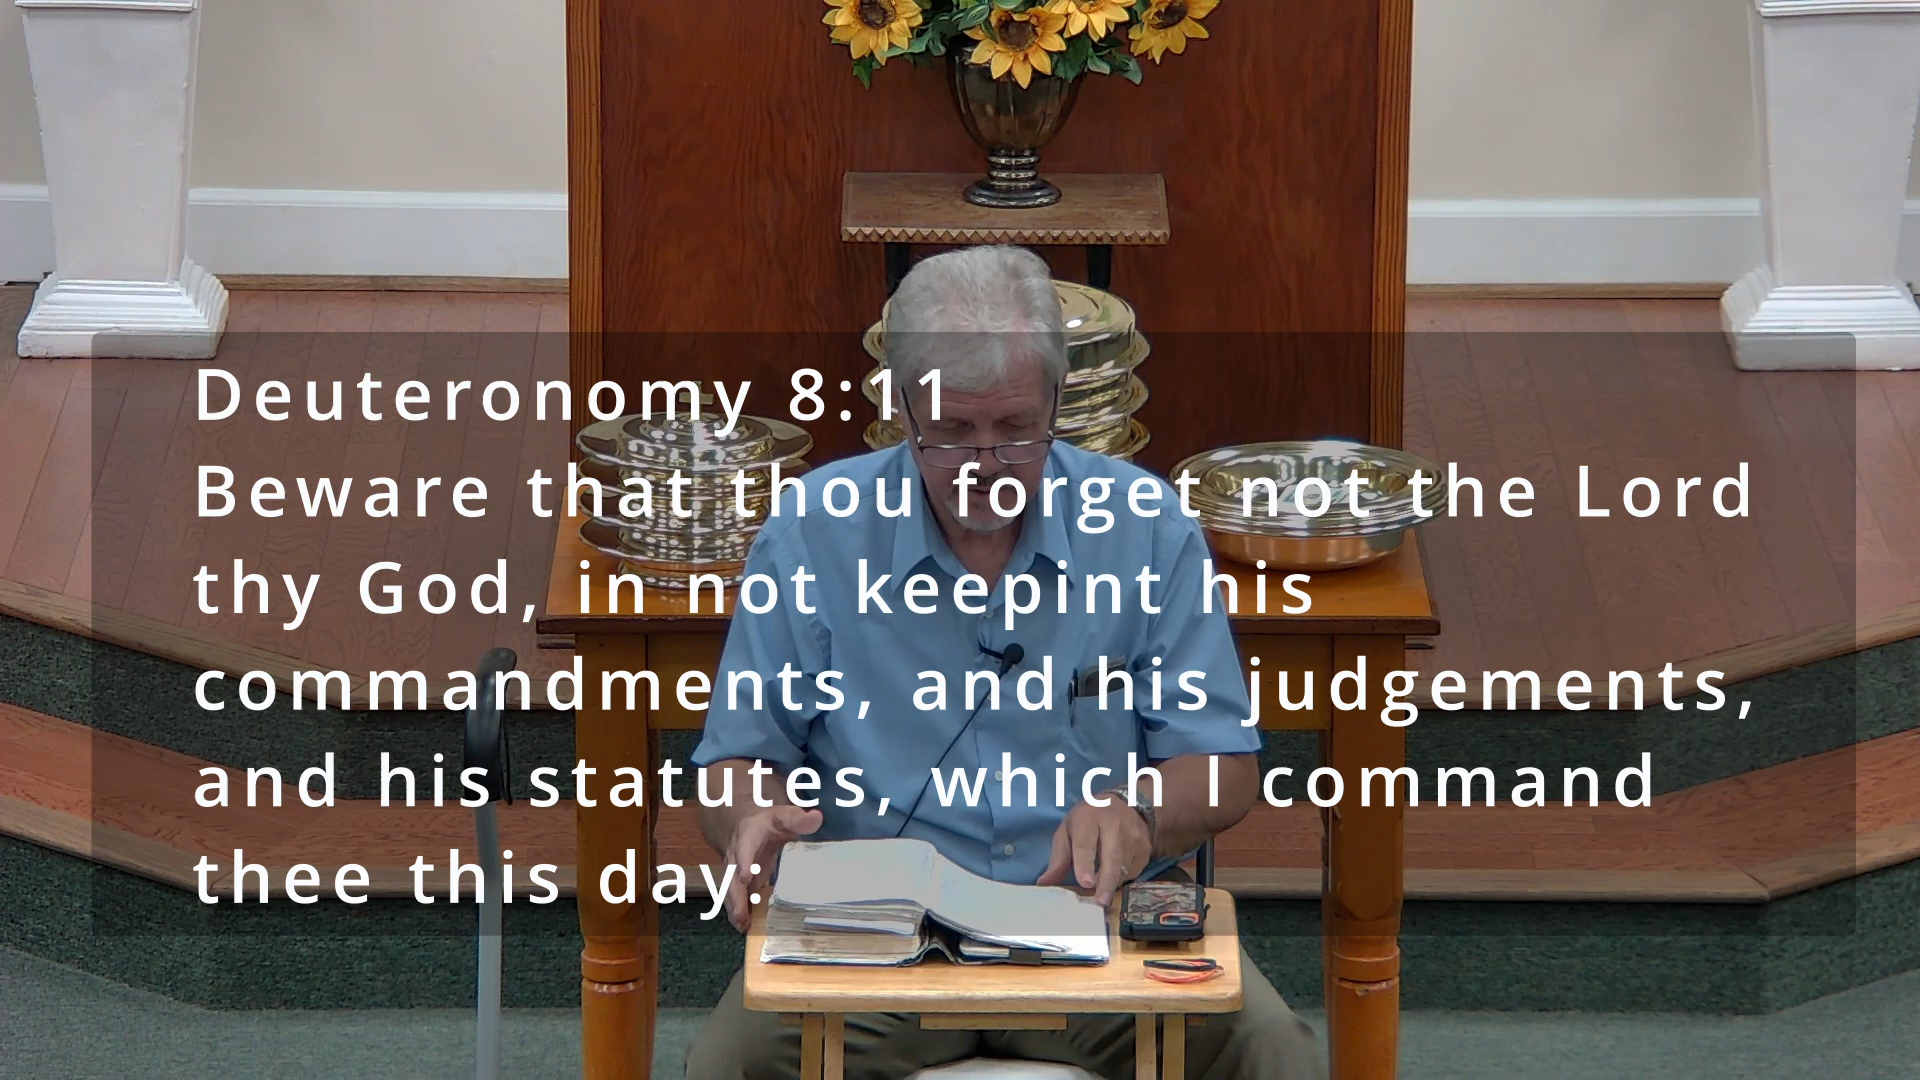 Deuteronomy 8:11
Beware that thou forget not the Lord
thy God, in not keepint his
commandments, and his judgements,
and his statutes, which I command
thee this day: